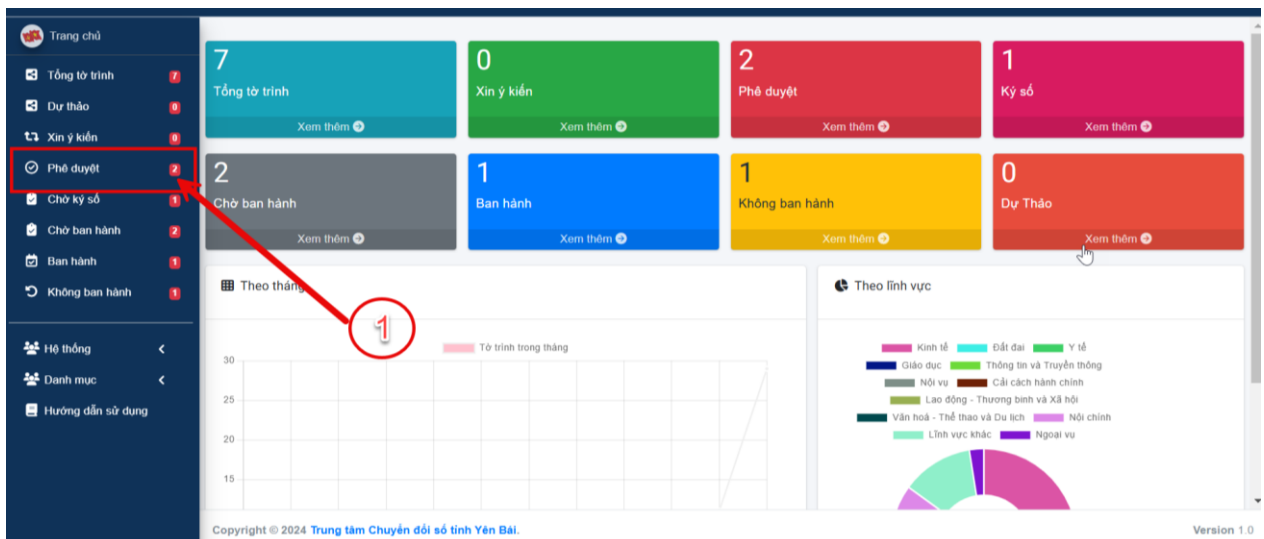 Trang chủ
Tổng tờ trình 7
Dự thảo 0
Xin ý kiến 0
Phê duyệt 2
Chờ ký số 1
Chờ ban hành 2
Ban hành 1
Không ban hành 1
Hệ thống
Danh mục
Hướng dẫn sử dụng
7
Tổng tờ trình
Xem thêm
0
Xin ý kiến
Xem thêm
2
Phê duyệt
Xem thêm
1
Ký số
Xem thêm
2
Chờ ban hành
Xem thêm
1
Ban hành
Xem thêm
1
Không ban hành
Xem thêm
0
Dự Thảo
Xem thêm
Theo tháng
1
Tờ trình trong tháng
30
25
20
15
Theo lĩnh vực
Kinh tế Đất đai Y tế
Giáo dục Thông tin và Truyền thông
Nội vụ Cải cách hành chính
Lao động - Thương binh và Xã hội
Văn hoá - Thể thao và Du lịch Nội chính
Lĩnh vực khác Ngoại vụ
Copyright © 2024 Trung tâm Chuyển đổi số tỉnh Yên Bái.
Version 1.0